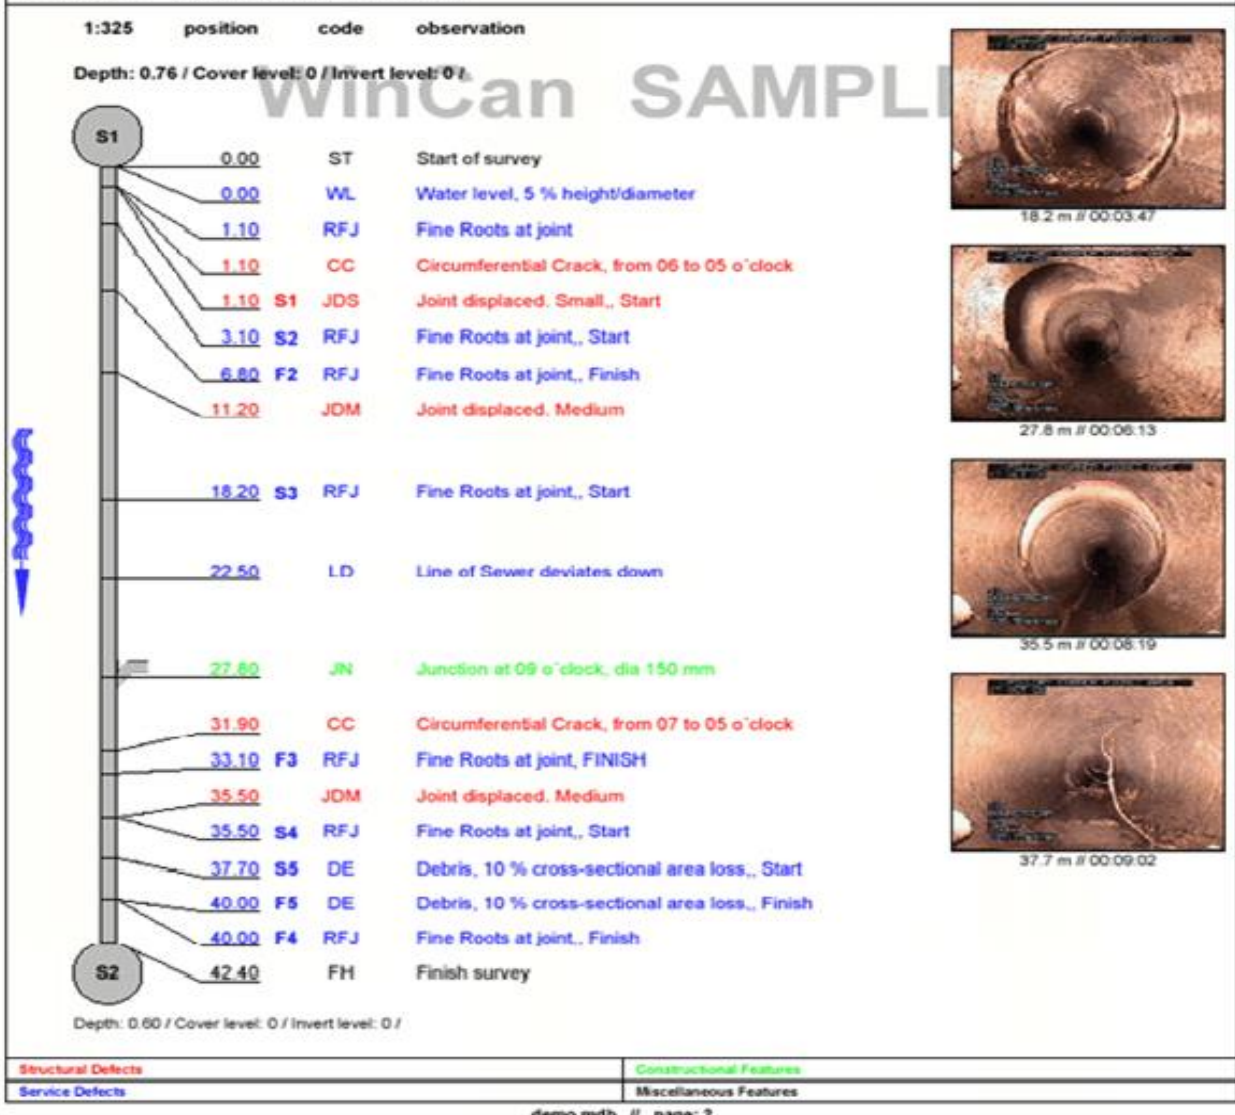 1:325 position code observation
Depth: 0.76 / Cover level: 0 / Invert level: 0 /
WinCan SAMPL
S1
0.00 ST Start of survey
0.00 WL Water level, 5 % height/diameter
1.10 RFJ Fine Roots at joint
1.10 CC Circumferential Crack, from 06 to 05 o`clock
1.10 S1 JDS Joint displaced. Small,, Start
3.10 S2 RFJ Fine Roots at joint,, Start
6.80 F2 RFJ Fine Roots at joint,, Finish
11.20 JDM Joint displaced. Medium
18.20 S3 RFJ Fine Roots at joint,, Start
22.50 LD Line of Sewer deviates down
27.80 JN Junction at 09 o`clock, dia 150 mm
31.90 CC Circumferential Crack, from 07 to 05 o`clock
33.10 F3 RFJ Fine Roots at joint, FINISH
35.50 JDM Joint displaced. Medium
35.50 S4 RFJ Fine Roots at joint,, Start
37.70 S5 DE Debris, 10 % cross-sectional area loss,, Start
40.00 F5 DE Debris, 10 % cross-sectional area loss,, Finish
40.00 F4 RFJ Fine Roots at joint,, Finish
S2
42.40 FH Finish survey
Depth: 0.60 / Cover level: 0 / Invert level: 0 /
18.2 m // 00:03:47
27.8 m // 00:06:13
35.5 m // 00:08:19
37.7 m // 00:09:02
Structural Defects Constructional Features
Service Defects Miscellaneous Features
demo.mdb // page: 2